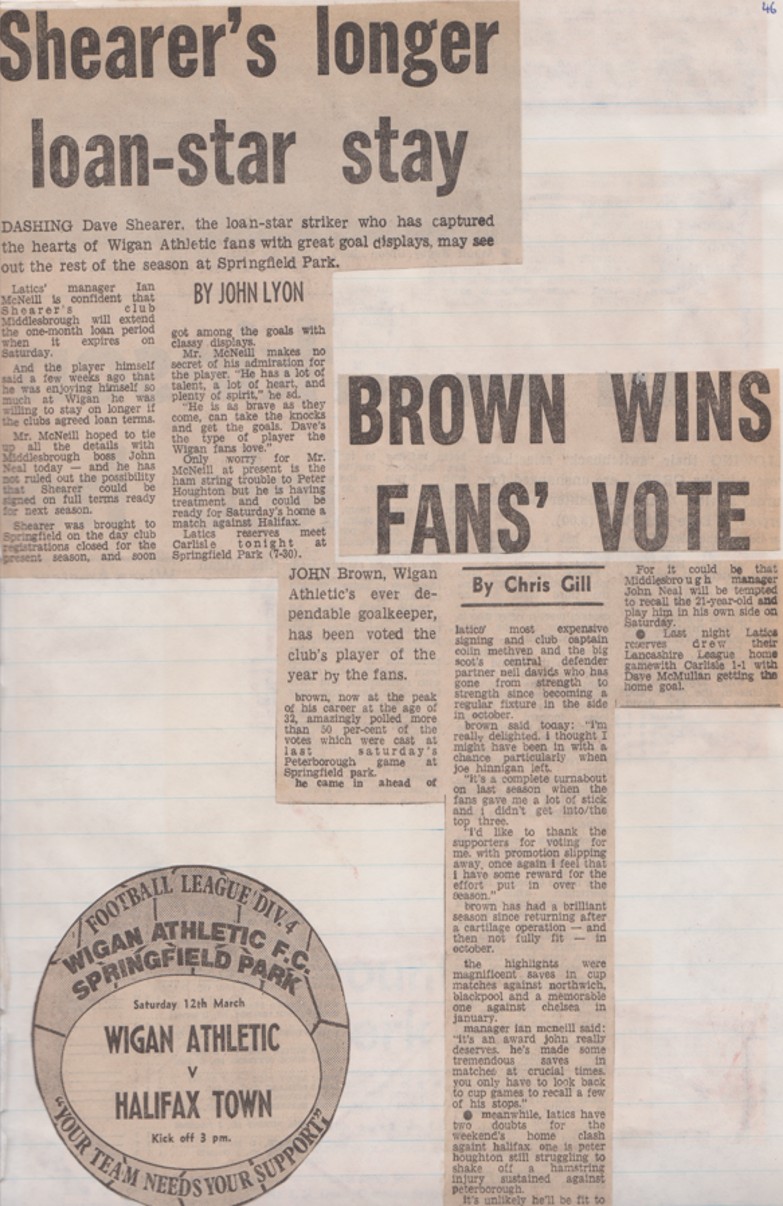 46
Shearer's longer
loan-star stay
DASHING Dave Shearer, the loan-star striker who has captured
the hearts of Wigan Athletic fans with great goal displays, may see
out the rest of the season at Springfield Park.
Latics' manager Ian
McNeill is confident that
Shearer's club
Middlesbrough will extend
the one-month loan period
when it expires on
Saturday.
And the player himself
said a few weeks ago that
he was enjoying himself so
much at Wigan he was
willing to stay on longer if
the clubs agreed loan terms.
Mr. McNeill hoped to tie
up all the details with
Middlesbrough boss John
Neal today — and he has
not ruled out the possibility
that Shearer could be
signed on full terms ready
for next season.
Shearer was brought to
Springfield on the day club
registrations closed for the
present season, and soon
BY JOHN LYON
got among the goals with
classy displays.
Mr. McNeill makes no
secret of his admiration for
the player. "He has a lot of
talent, a lot of heart, and
plenty of spirit," he sd.
"He is as brave as they
come, can take the knocks
and get the goals. Dave's
the type of player the
Wigan fans love."
Only worry for Mr.
McNeill at present is the
ham string trouble to Peter
Houghton but he is having
treatment and could be
ready for Saturday's home a
match against Halifax.
Latics reserves meet
Carlisle tonight at
Springfield Park (7-30).
BROWN WINS
FANS' VOTE
JOHN Brown, Wigan
Athletic's ever de-
pendable goalkeeper,
has been voted the
club's player of the
year by the fans.
brown, now at the peak
of his career at the age of
32, amazingly polled more
than 50 per-cent of the
votes which were cast at
last saturday's
Peterborough game at
Springfield park.
he came in ahead of
By Chris Gill
latics' most expensive
signing and club captain
colin methven and the big
scot's central defender
partner neil davids who has
gone from strength to
strength since becoming a
regular fixture in the side
in october.
brown said today: "i'm
really delighted. i thought I
might have been in with a
chance particularly when
joe hinnigan left.
"it's a complete turnabout
on last season when the
fans gave me a lot of stick
and i didn't get into/the
top three.
"i'd like to thank the
supporters for voting for
me. with promotion slipping
away, once again i feel that
i have some reward for the
effort put in over the
season."
brown has had a brilliant
season since returning after
a cartilage operation — and
then not fully fit — in
october.
the highlights were
magnificent saves in cup
matches against northwich,
blackpool and a memorable
one against chelsea in
january.
manager ian mcneill said:
"it's an award john really
deserves. he's made some
tremendous saves in
matches at crucial times.
you only have to look back
to cup games to recall a few
of his stops."
● meanwhile, latics have
two doubts for the
weekend's home clash
againt halifax one is peter
houghton still struggling to
shake off a hamstring
injury sustained against
peterborough.
It's unlikely he'll be fit to
For it could be that
Middlesbrough manager
John Neal will be tempted
to recall the 21-year-old and
play him in his own side on
Saturday.
● Last night Latics
reserves drew their
Lancashire League home
gamewith Carlisle 1-1 with
Dave McMullan getting the
home goal.
FOOTBALL LEAGUE DIV. 4
WIGAN ATHLETIC F.C.
SPRINGFIELD PARK
Saturday 12th March
WIGAN ATHLETIC
v
HALIFAX TOWN
Kick off 3 pm.
"YOUR TEAM NEEDS YOUR SUPPORT"